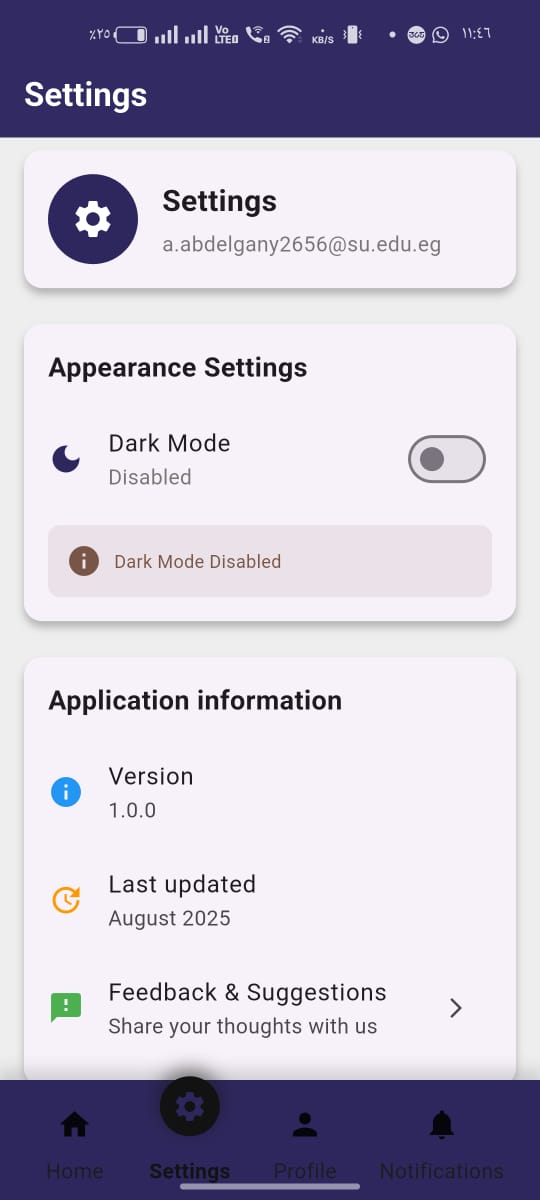 ٪٢٥
Vo
LTE
KB/S
١١:٤٦
Settings
Settings
a.abdelgany2656@su.edu.eg
Appearance Settings
Dark Mode
Disabled
Dark Mode Disabled
Application information
Version
1.0.0
Last updated
August 2025
Feedback & Suggestions
Share your thoughts with us
Home
Settings
Profile
Notifications